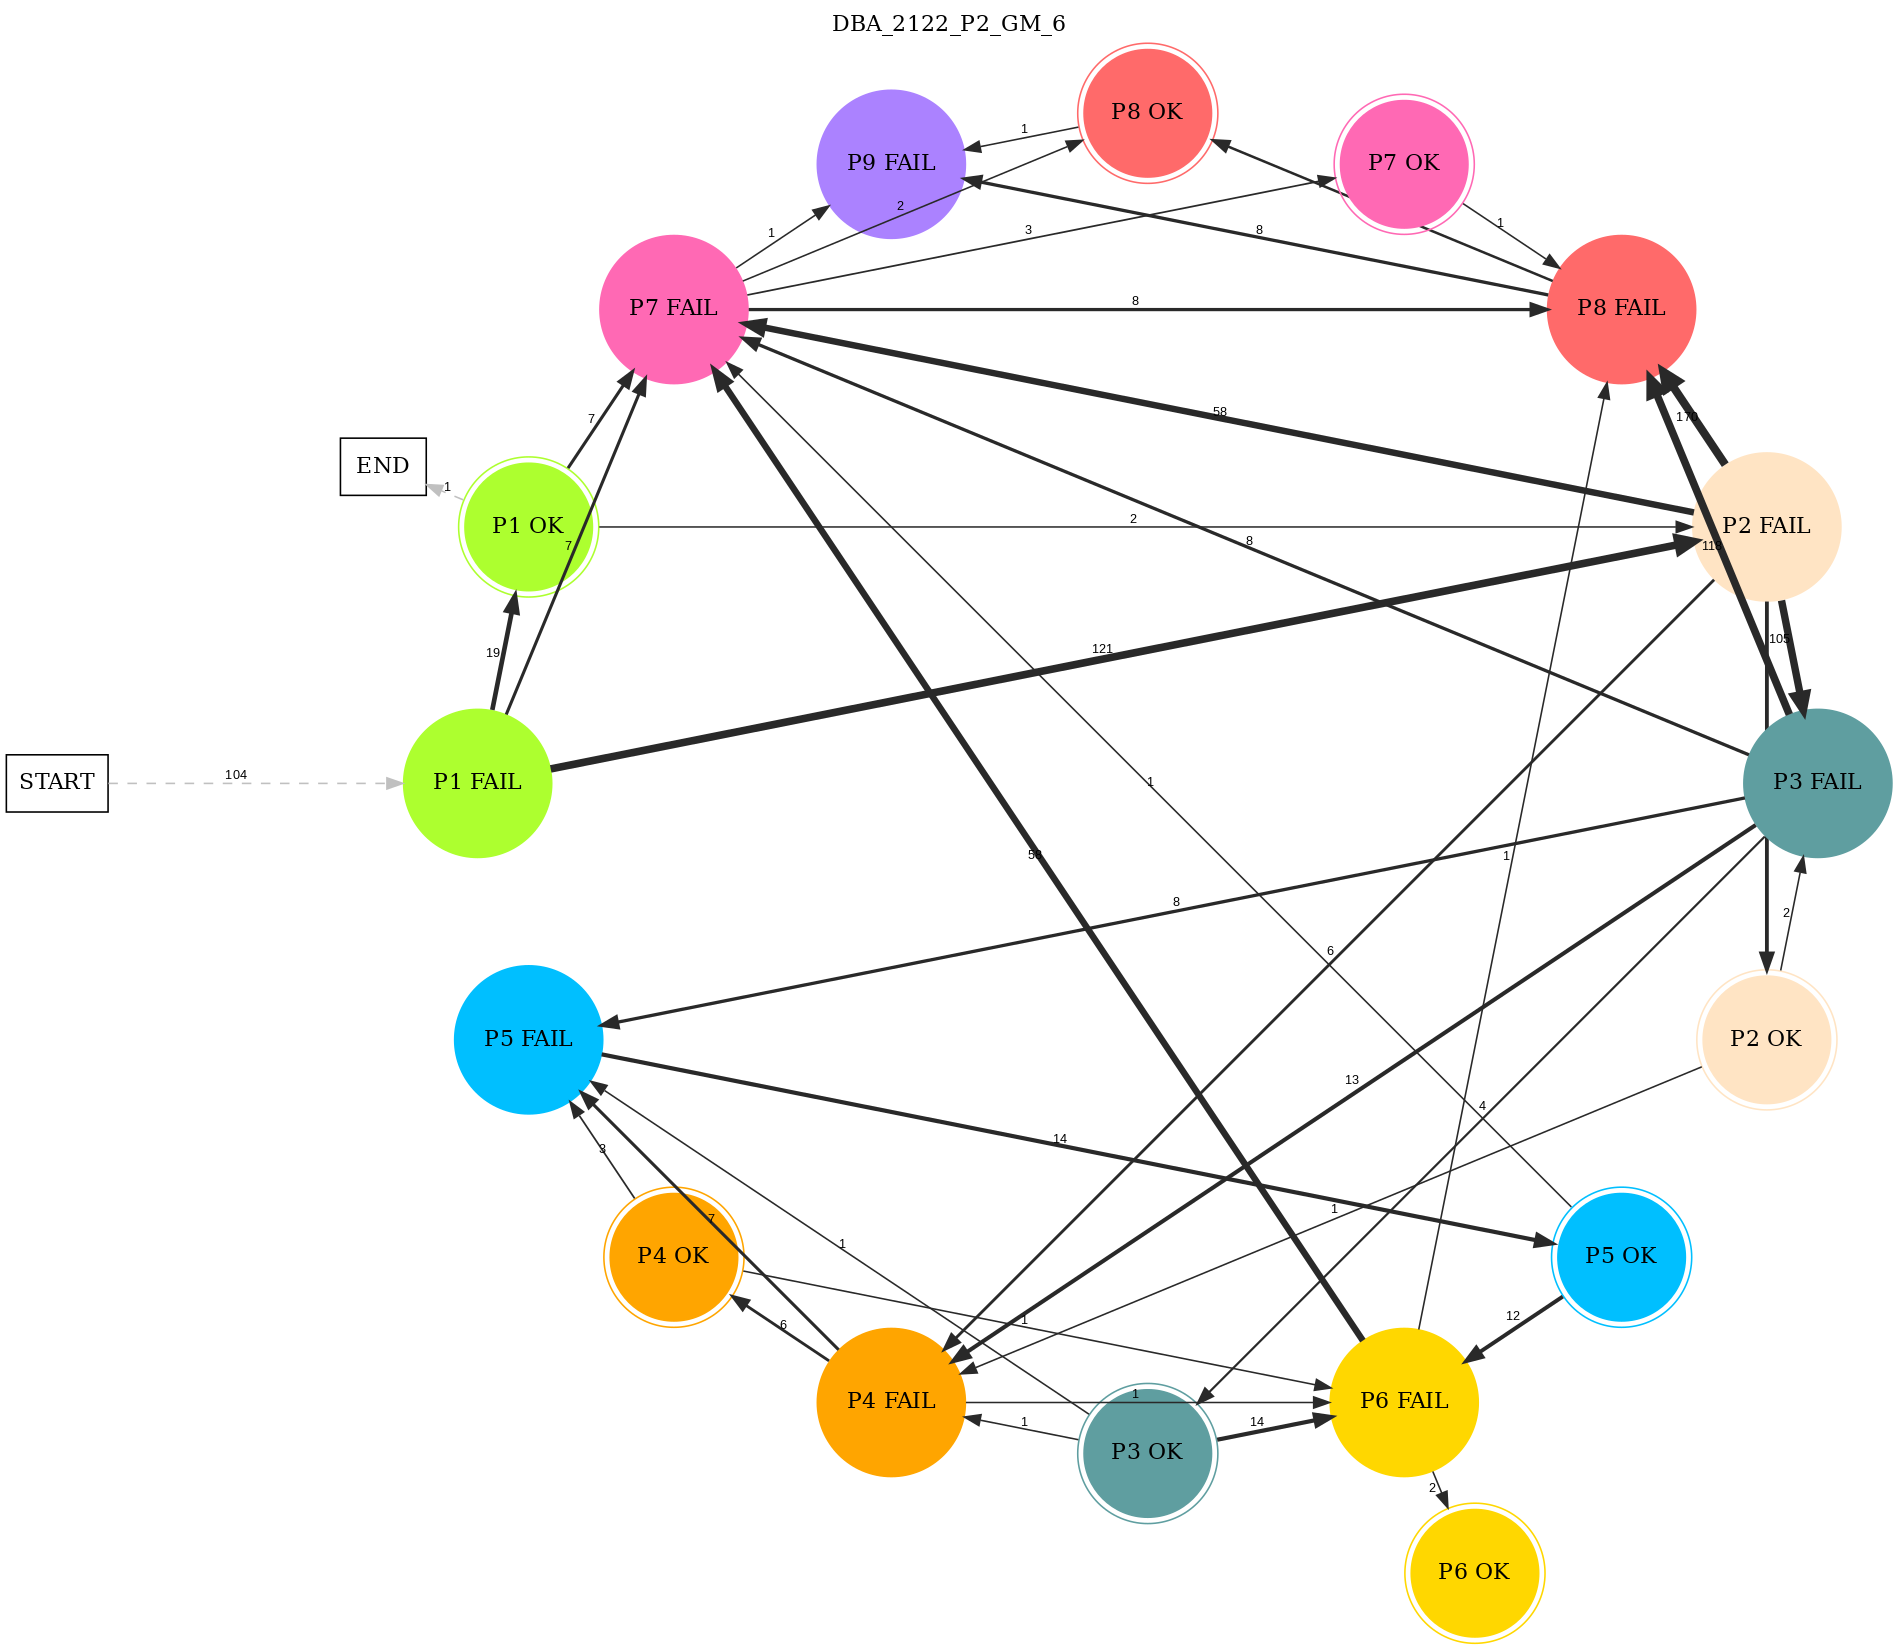 DBA_2122_P2_GM_6
P8 OK
P9 FAIL
P7 OK
1
2
1
1
3
8
P7 FAIL
8
P8 FAIL
7
58
170
END
1
P1 OK
2
P2 FAIL
7
8
118
19
121
105
START
104
P1 FAIL
1
P3 FAIL
1
8
2
6
P5 FAIL
P2 OK
13
4
14
3
7
1
1
P4 OK
P5 OK
6
1
12
P4 FAIL
1
P6 FAIL
1
14
P3 OK
2
P6 OK